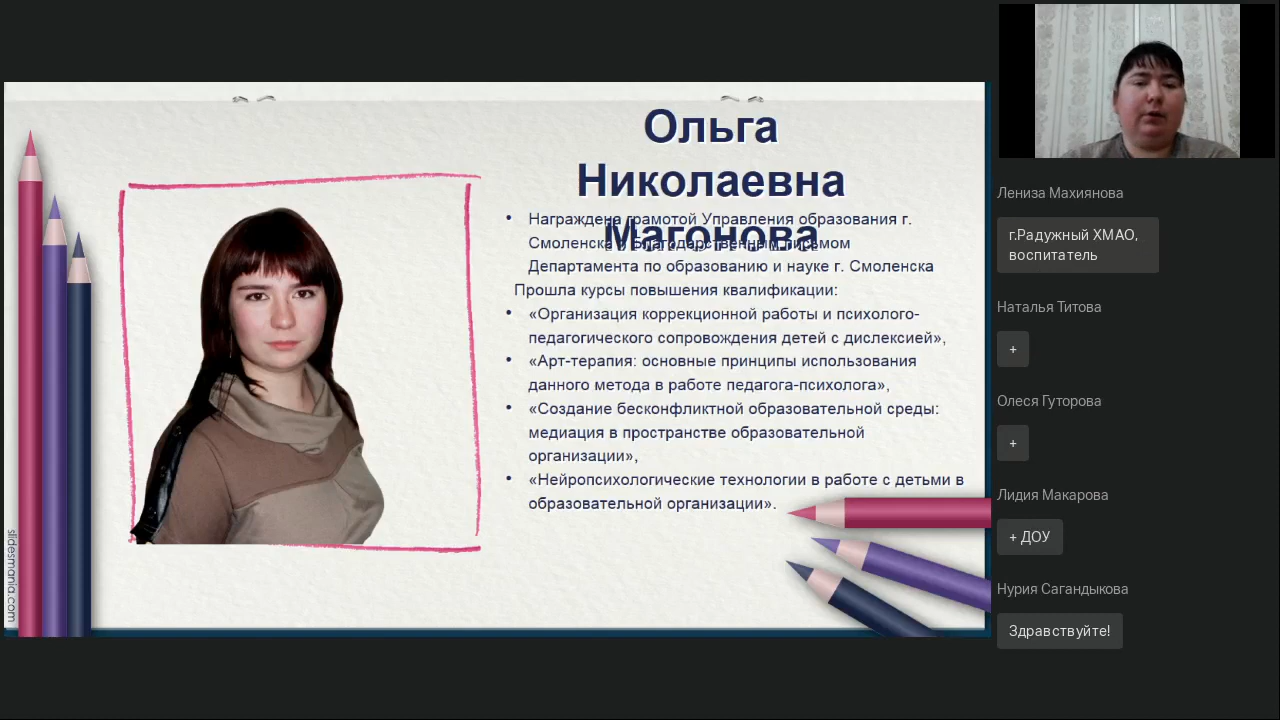 Ольга
Николаевна
Магонова
• Награждена грамотой Управления образования г.
Смоленска и Благодарственным письмом
Департамента по образованию и науке г. Смоленска
Прошла курсы повышения квалификации:
• «Организация коррекционной работы и психолого-
педагогического сопровождения детей с дислексией»,
• «Арт-терапия: основные принципы использования
данного метода в работе педагога-психолога»,
• «Создание бесконфликтной образовательной среды:
медиация в пространстве образовательной
организации»,
• «Нейропсихологические технологии в работе с детьми в
образовательной организации».
slidesmania.com
Лениза Махиянова
г.Радужный ХМАО,
воспитатель
Наталья Титова
+
Олеся Гуторова
+
Лидия Макарова
+ ДОУ
Нурия Сагандыкова
Здравствуйте!